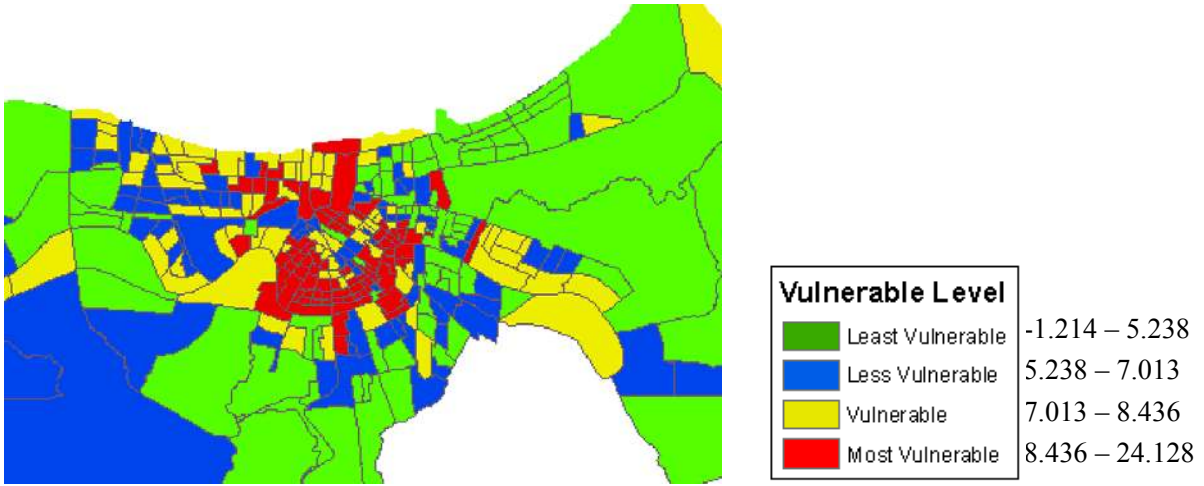 Vulnerable Level
Least Vulnerable -1.214 – 5.238
Less Vulnerable 5.238 – 7.013
Vulnerable 7.013 – 8.436
Most Vulnerable 8.436 – 24.128